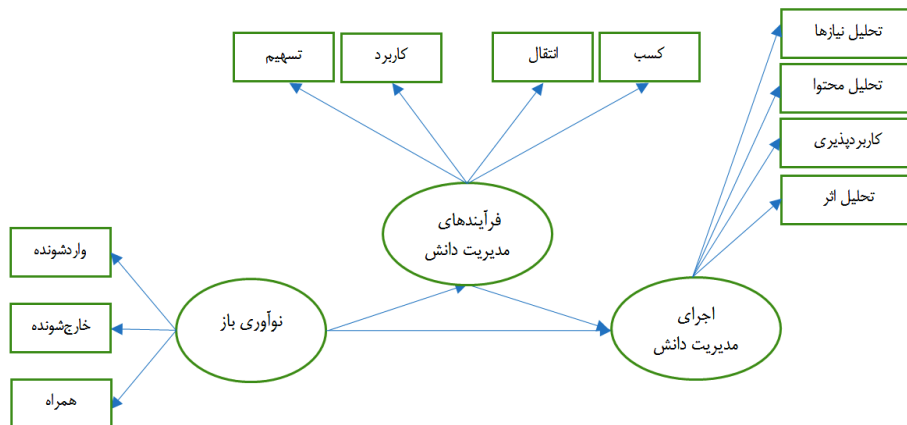 تحلیل نیازها
کسب
انتقال
کاربرد
تسهیم
تحلیل محتوا
کاربردپذیری
تحلیل اثر
فرآیندهای
مدیریت دانش
واردشونده
خارج‌شونده
همراه
نوآوری باز
اجرای
مدیریت دانش